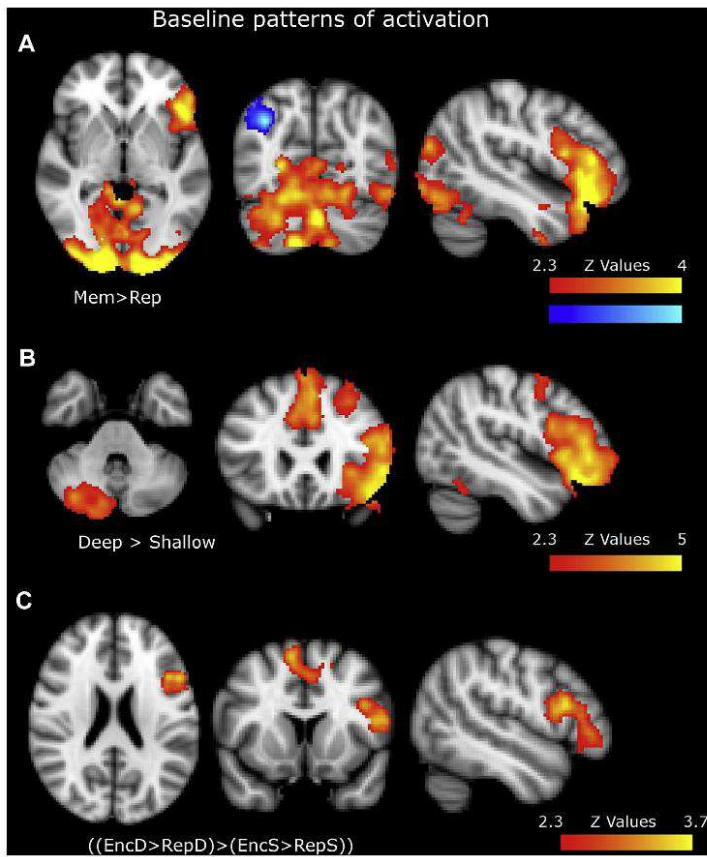 Baseline patterns of activation
A
2.3 Z Values 4
Mem>Rep
B
Deep > Shallow
2.3 Z Values 5
C
2.3 Z Values 3.7
((EncD>RepD)>(EncS>RepS))